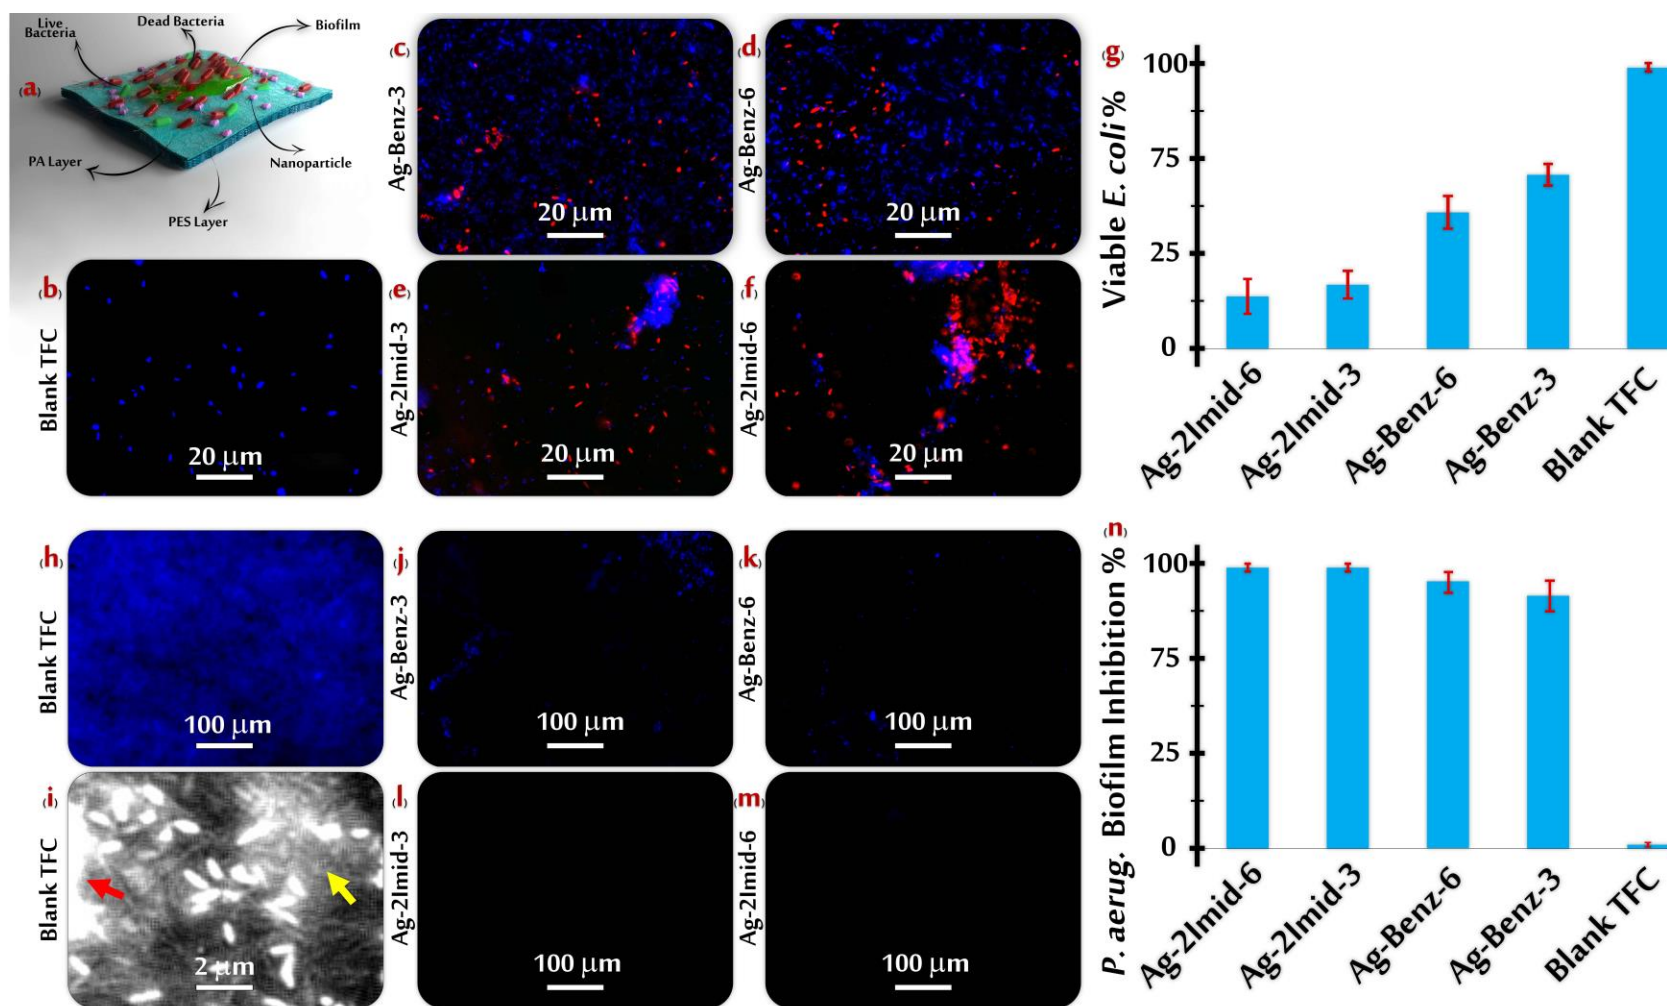 (a)
Live
Bacteria
Dead Bacteria
Biofilm
PA Layer
Nanoparticle
PES Layer
(b)
Blank TFC
20 μm
(c)
Ag-Benz-3
20 μm
(d)
Ag-Benz-6
20 μm
(e)
Ag-2Imid-3
20 μm
(f)
Ag-2Imid-6
20 μm
(g)
Viable E. coli %
100
75
25
0
Ag-2Imid-6
Ag-2Imid-3
Ag-Benz-6
Ag-Benz-3
Blank TFC
(h)
Blank TFC
100 μm
(i)
Blank TFC
2 μm
(j)
Ag-Benz-3
100 μm
(k)
Ag-Benz-6
100 μm
(l)
Ag-2Imid-3
100 μm
(m)
Ag-2Imid-6
100 μm
(n)
P. aerug. Biofilm Inhibition %
100
75
25
0
Ag-2Imid-6
Ag-2Imid-3
Ag-Benz-6
Ag-Benz-3
Blank TFC